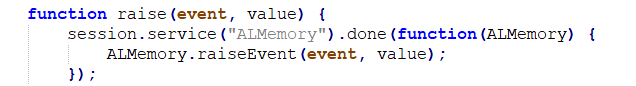 function raise(event, value) {
    session.service("ALMemory").done(function(ALMemory) {
        ALMemory.raiseEvent(event, value);
    });